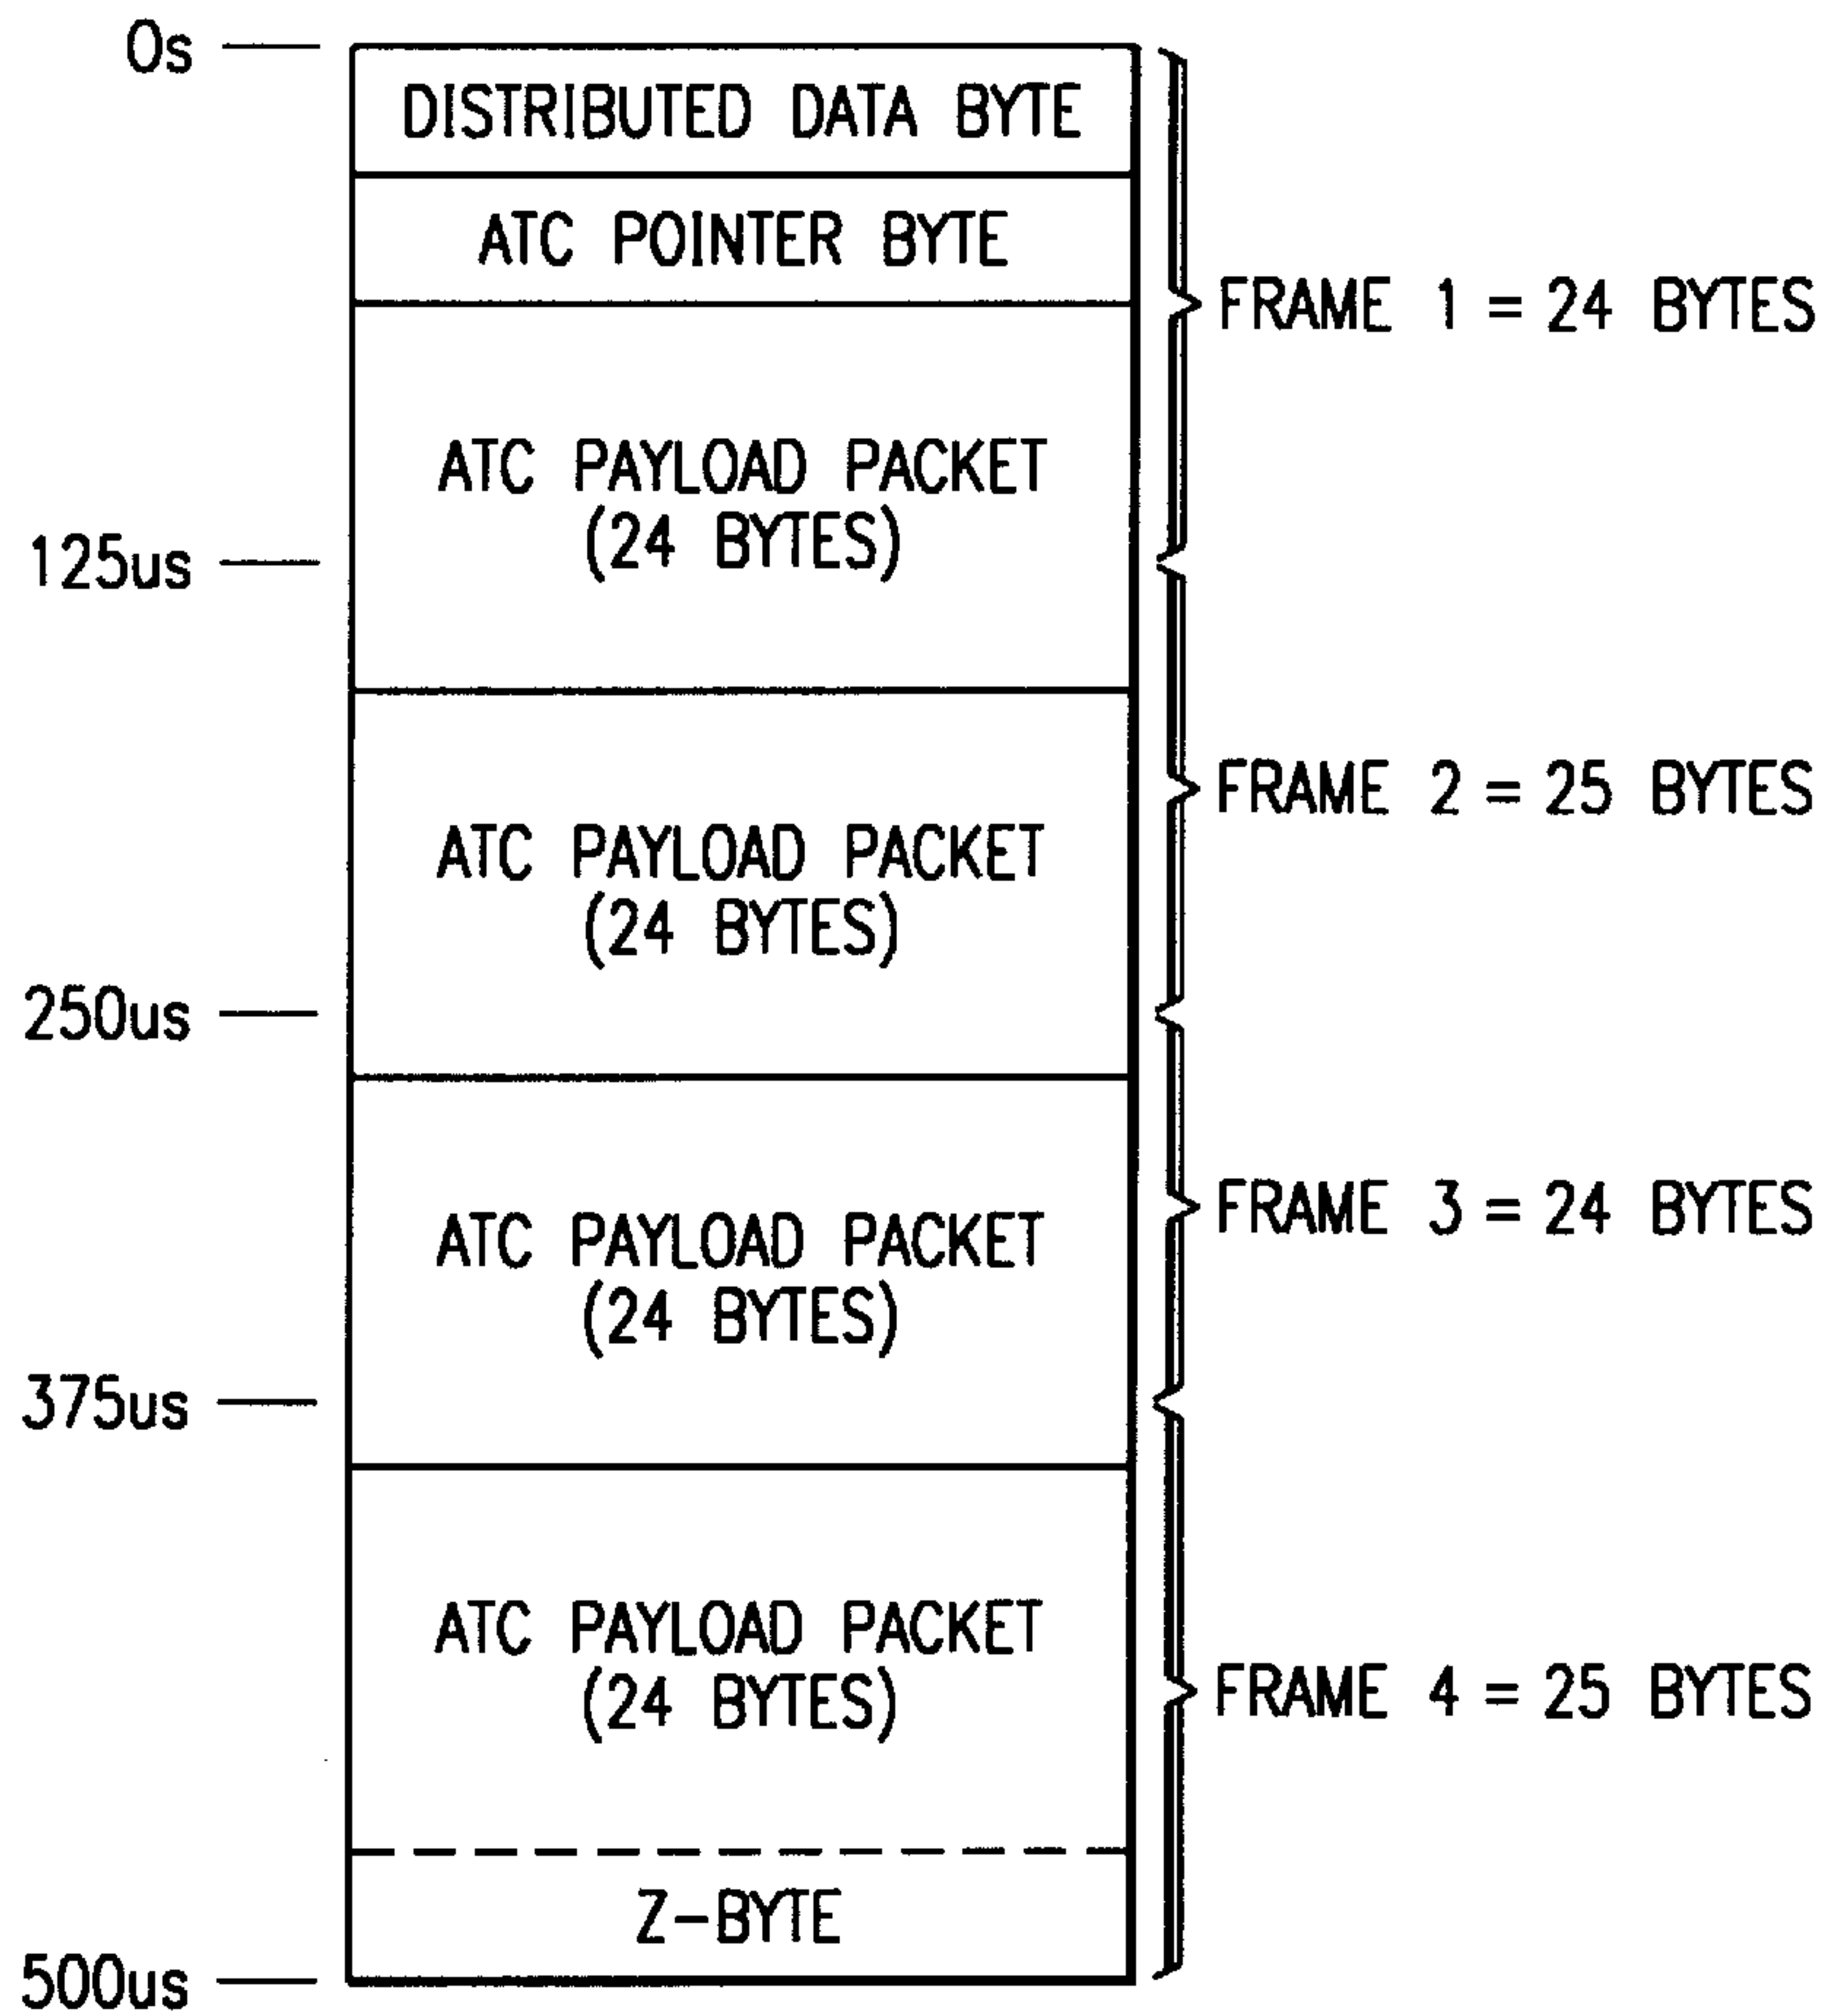 0s
DISTRIBUTED DATA BYTE
ATC POINTER BYTE
FRAME 1 = 24 BYTES
ATC PAYLOAD PACKET
(24 BYTES)
125us
FRAME 2 = 25 BYTES
ATC PAYLOAD PACKET
(24 BYTES)
250us
FRAME 3 = 24 BYTES
ATC PAYLOAD PACKET
(24 BYTES)
375us
ATC PAYLOAD PACKET
(24 BYTES)
FRAME 4 = 25 BYTES
Z-BYTE
500us